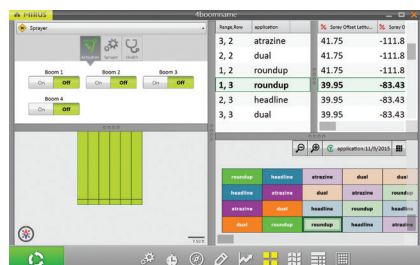 MIRUS
4boomname
Sprayer
Sprayer
Health
Boom 1
Boom 2
Boom 3
On Off
On Off
On Off
Boom 4
On Off
Range,Row application
Spray Offset Latitu...
Spray O
3, 2 atrazine 41.75 -111.8
2, 2 dual 41.75 -111.8
1, 2 roundup 41.75 -111.8
1, 3 roundup 39.95 -83.43
2, 3 headline 39.95 -83.43
3, 3 dual 39.95 -83.43
application:11/9/2015
roundup headline atrazine dual dual
headline atrazine dual atrazine roundup
atrazine dual headline roundup headline
dual roundup roundup headline atrazine